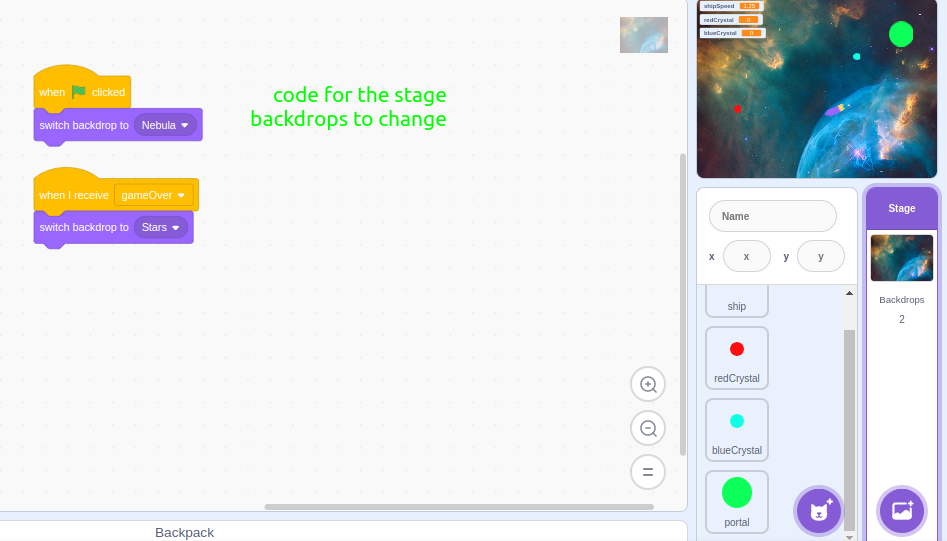 when clicked
switch backdrop to Nebula
when I receive gameOver
switch backdrop to Stars
code for the stage
backdrops to change
Backpack
shipSpeed 1.25
redCrystal 0
blueCrystal 0
Name
x x y y
ship
redCrystal
blueCrystal
portal
Stage
Backdrops
2